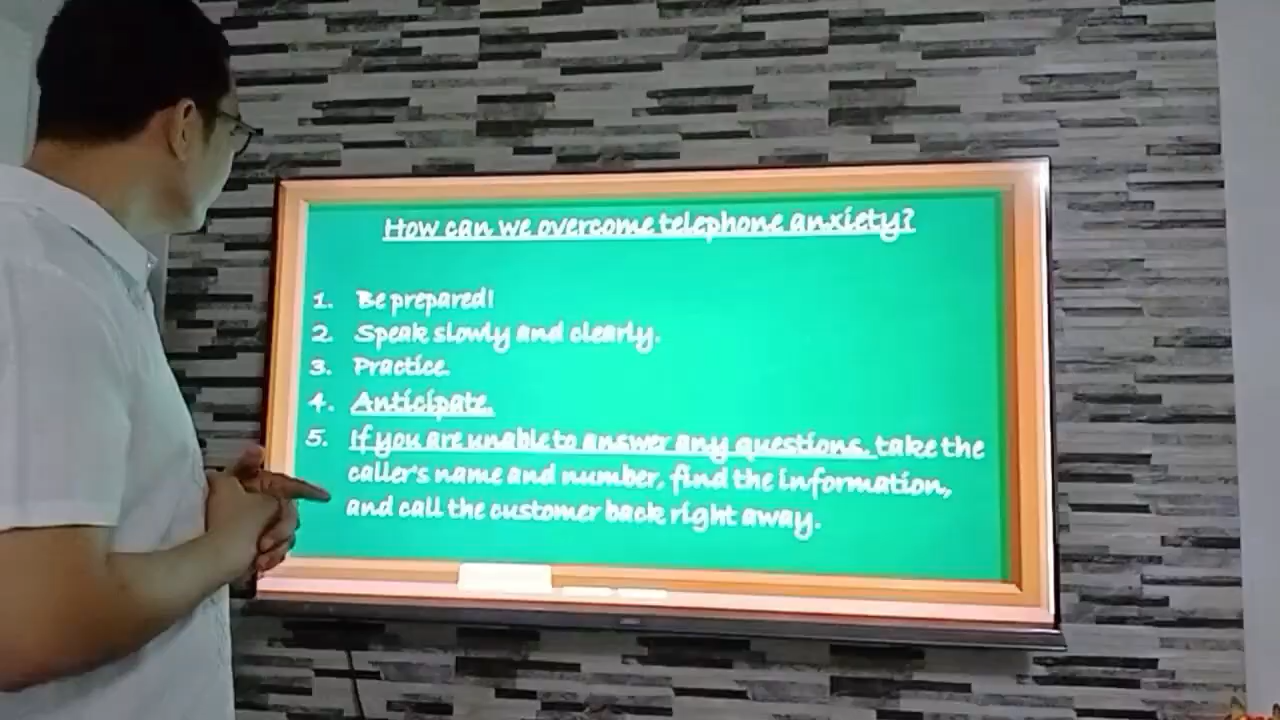 How can we overcome telephone anxiety?
1. Be prepared!
2. Speak slowly and clearly.
3. Practice.
4. Anticipate.
5. If you are unable to answer any questions, take the
caller's name and number, find the information,
and call the customer back right away.